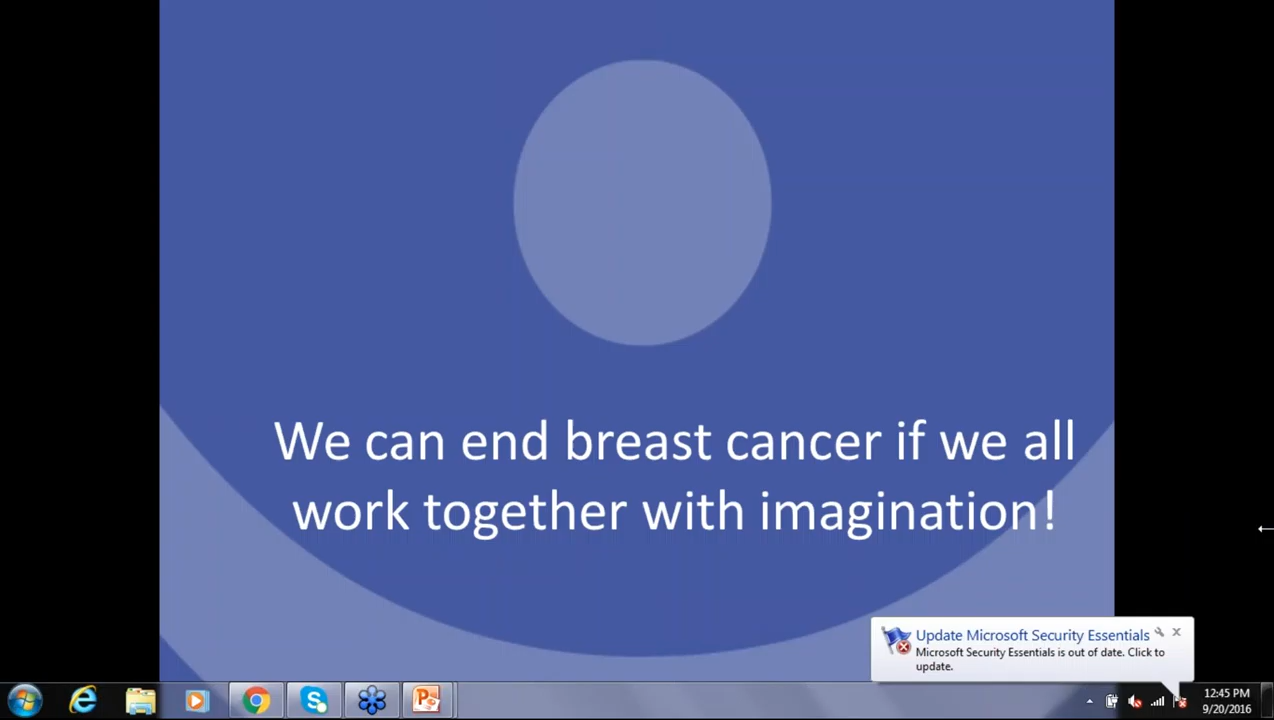 We can end breast cancer if we all
work together with imagination!
Update Microsoft Security Essentials
Microsoft Security Essentials is out of date. Click to
update.
12:45 PM
9/20/2016